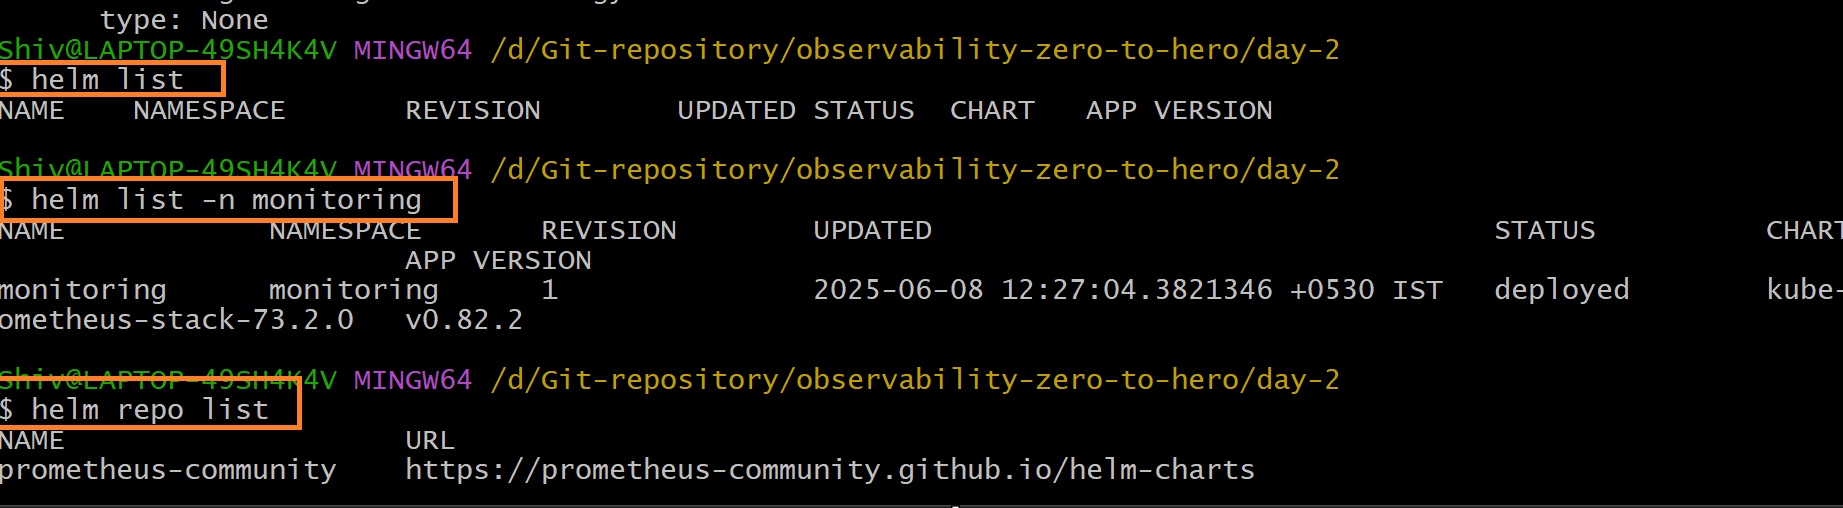 type: None
Shiv@LAPTOP-49SH4K4V MINGW64 /d/Git-repository/observability-zero-to-hero/day-2
$ helm list
NAME NAMESPACE REVISION UPDATED STATUS CHART APP VERSION
Shiv@LAPTOP-49SH4K4V MINGW64 /d/Git-repository/observability-zero-to-hero/day-2
$ helm list -n monitoring
NAME NAMESPACE REVISION UPDATED STATUS CHART
APP VERSION
monitoring monitoring 1 2025-06-08 12:27:04.3821346 +0530 IST deployed kube-
ometheus-stack-73.2.0 v0.82.2
Shiv@LAPTOP-49SH4K4V MINGW64 /d/Git-repository/observability-zero-to-hero/day-2
$ helm repo list
NAME URL
prometheus-community https://prometheus-community.github.io/helm-charts